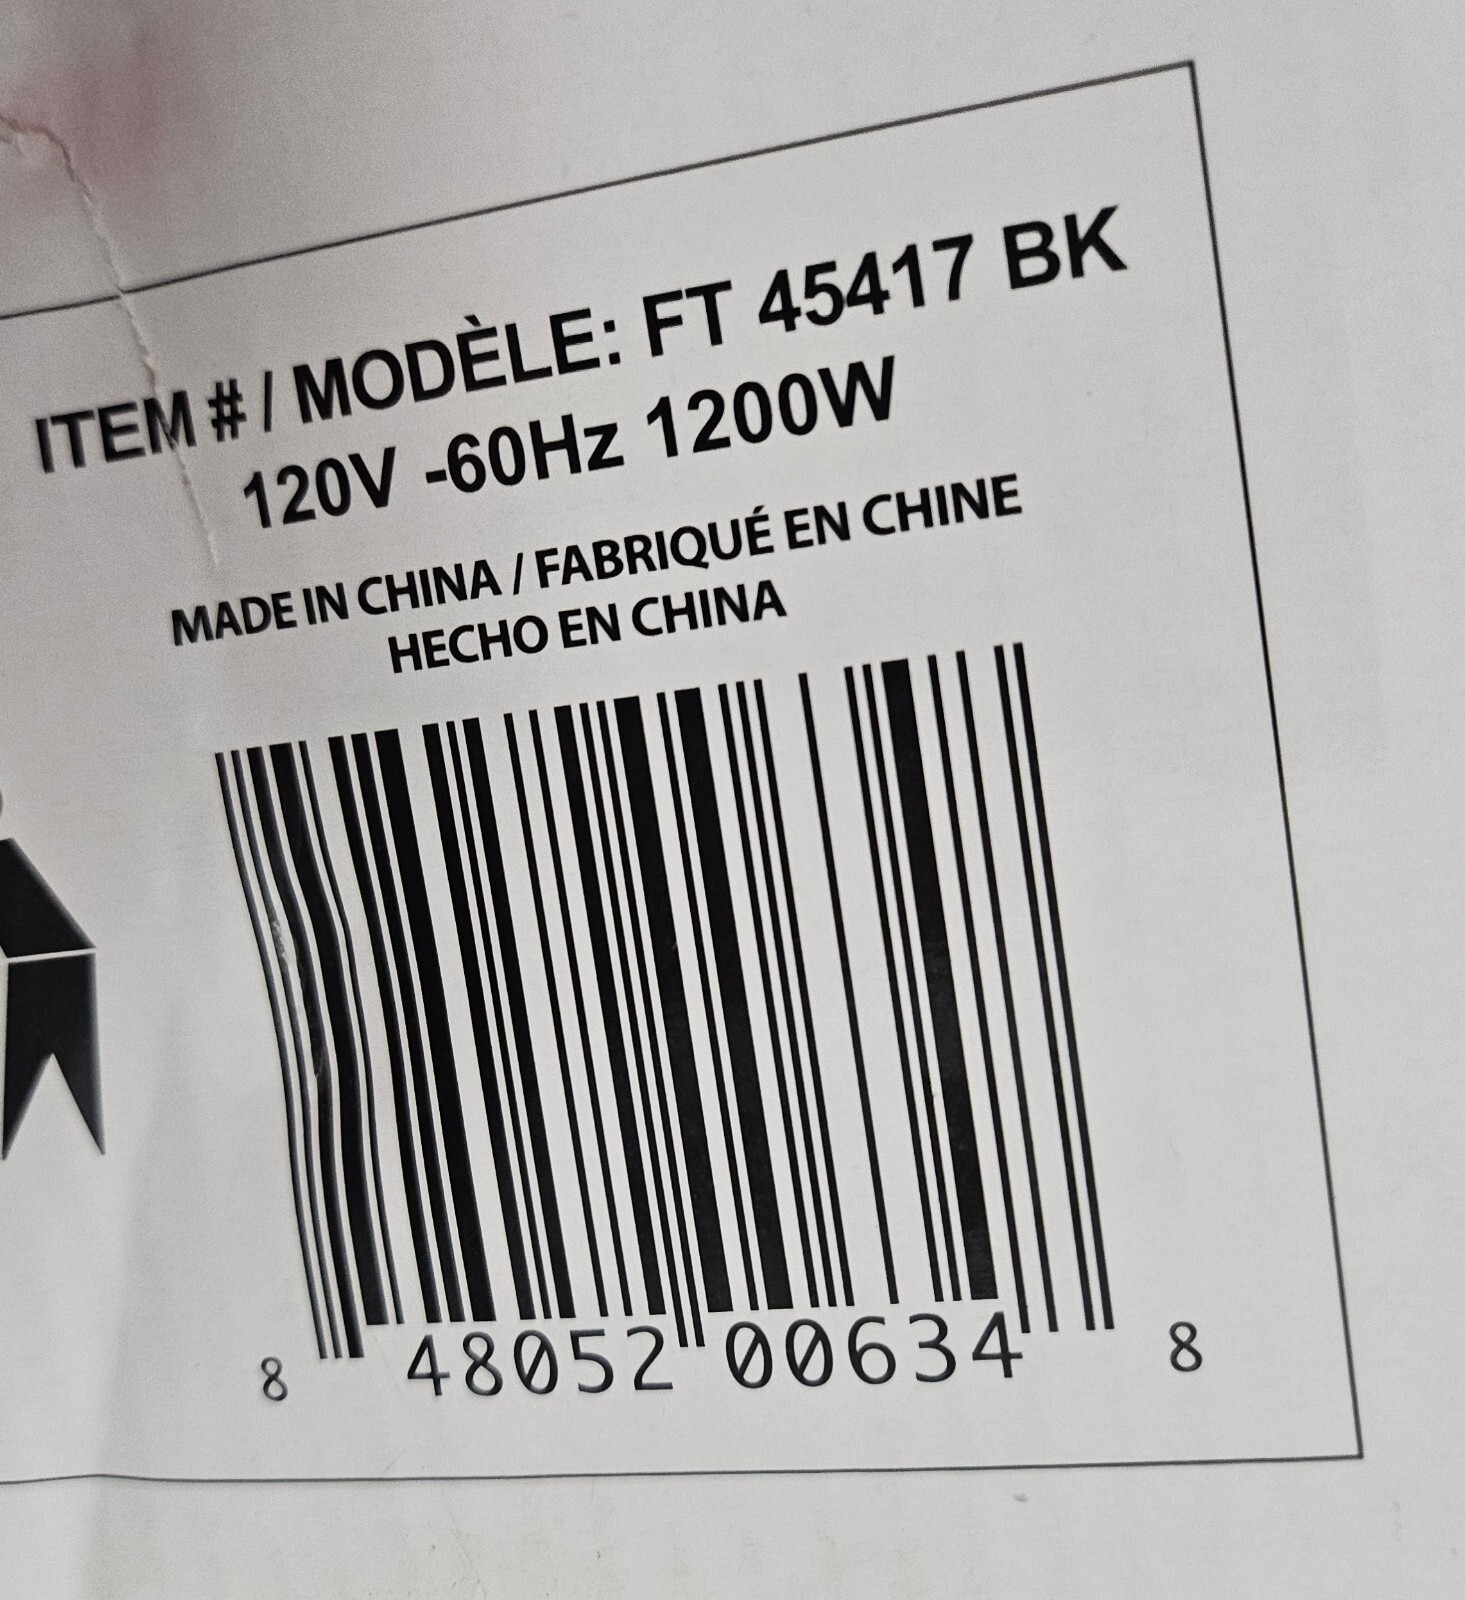 ITEM # / MODÈLE: FT 45417 BK
120V -60Hz 1200W
MADE IN CHINA / FABRIQUÉ EN CHINE
HECHO EN CHINA
8 48052 00634 8